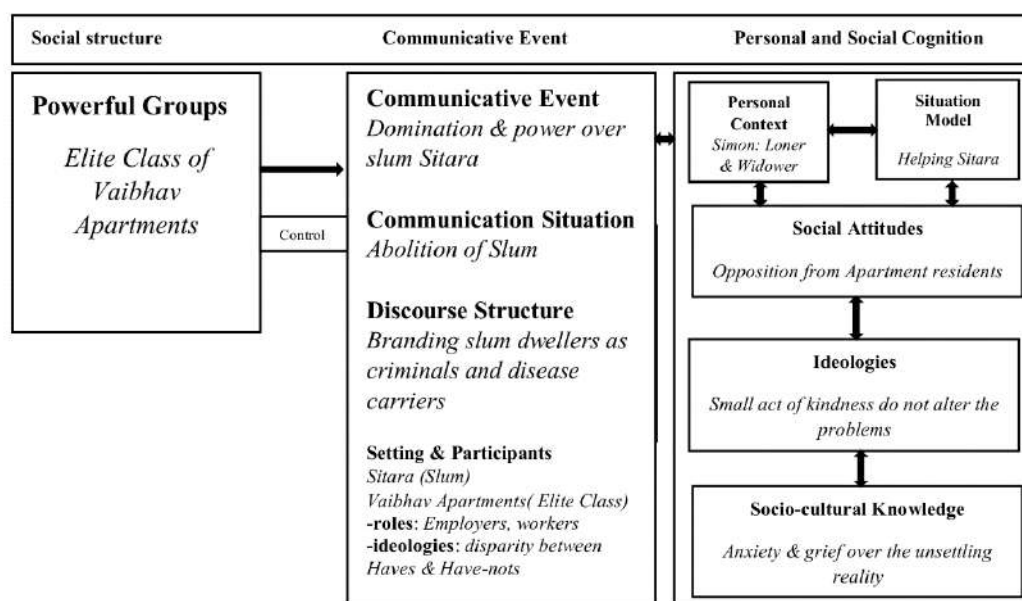 Social structure
Communicative Event
Personal and Social Cognition
Powerful Groups
Elite Class of
Vaibhav
Apartments
Control
Communicative Event
Domination & power over
slum Sitara
Communication Situation
Abolition of Slum
Discourse Structure
Branding slum dwellers as
criminals and disease
carriers
Setting & Participants
Sitara (Slum)
Vaibhav Apartments( Elite Class)
-roles: Employers, workers
-ideologies: disparity between
Haves & Have-nots
Personal
Context
Simon: Loner
& Widower
Situation
Model
Helping Sitara
Social Attitudes
Opposition from Apartment residents
Ideologies
Small act of kindness do not alter the
problems
Socio-cultural Knowledge
Anxiety & grief over the unsettling
reality